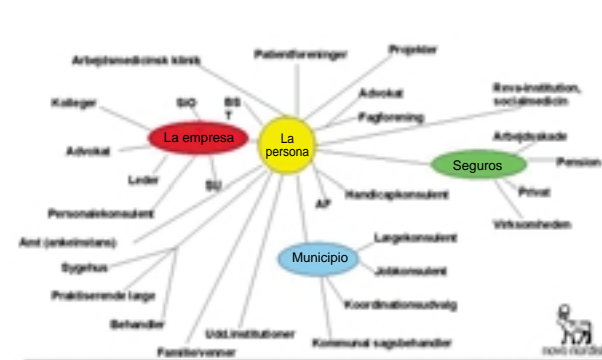 Patientforeninger
Projekter
Arbejdsmedicinsk klinik
Reva-institution,
socialmedicin
Advokat
Kolleger
SiO
BS
T
Fagforening
La empresa
La
persona
Arbejdsskade
Advokat
Seguros
Pension
Leder
SU
Privat
Handicapkonsulent
AF
Personalekonsulent
Virksomheden
Amt (ankeinstans)
Lægekonsulent
Municipio
Sygehus
Jobkonsulent
Praktiserende læge
Koordinationsudvalg
Behandler
Udd.institutioner
Kommunal sagsbehandler
Familie/venner
novo nordisk